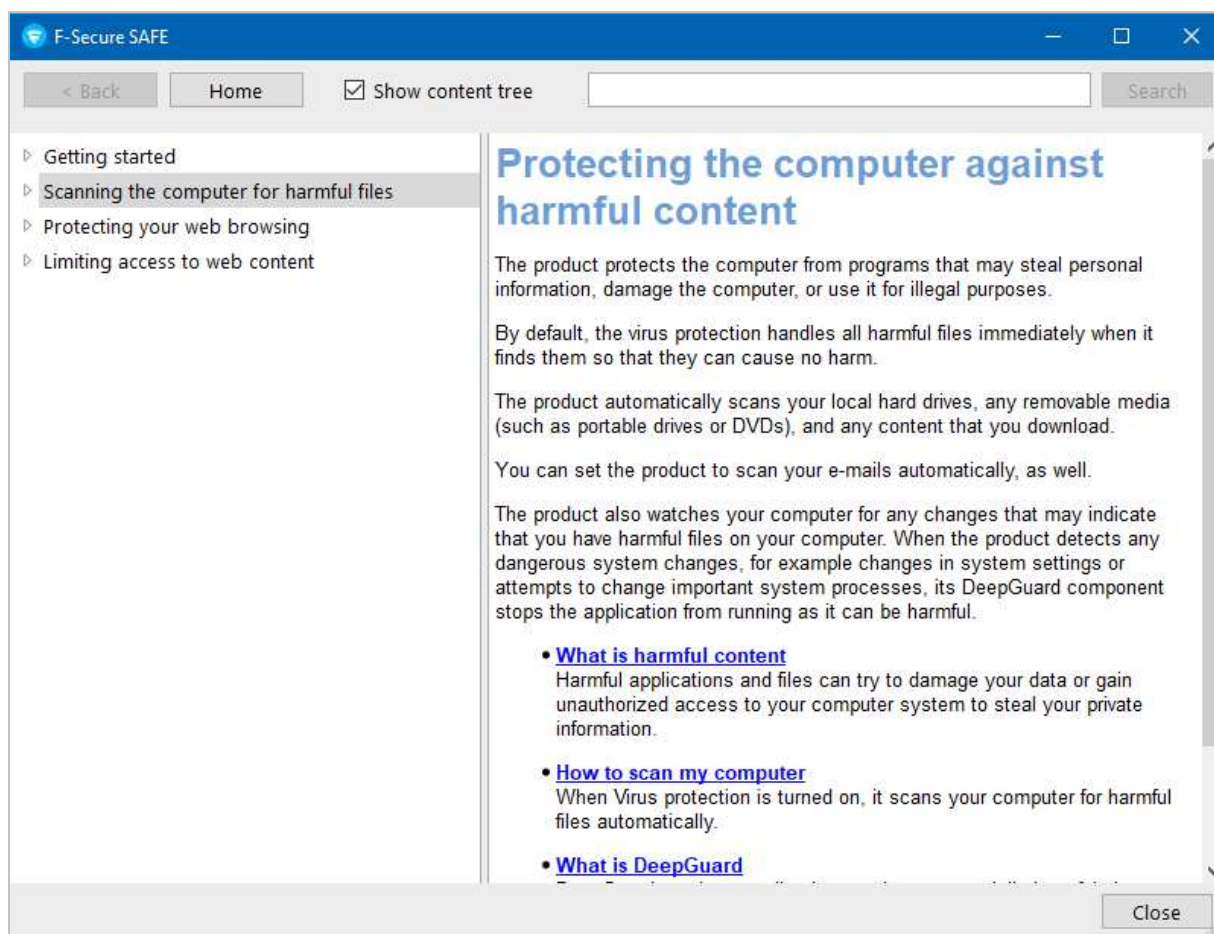 F-Secure SAFE
< Back
Home
Show content tree
Search
Getting started
Scanning the computer for harmful files
Protecting your web browsing
Limiting access to web content
Protecting the computer against
harmful content
The product protects the computer from programs that may steal personal
information, damage the computer, or use it for illegal purposes.
By default, the virus protection handles all harmful files immediately when it
finds them so that they can cause no harm.
The product automatically scans your local hard drives, any removable media
(such as portable drives or DVDs), and any content that you download.
You can set the product to scan your e-mails automatically, as well.
The product also watches your computer for any changes that may indicate
that you have harmful files on your computer. When the product detects any
dangerous system changes, for example changes in system settings or
attempts to change important system processes, its DeepGuard component
stops the application from running as it can be harmful.
• What is harmful content
Harmful applications and files can try to damage your data or gain
unauthorized access to your computer system to steal your private
information.
• How to scan my computer
When Virus protection is turned on, it scans your computer for harmful
files automatically.
• What is DeepGuard
Close